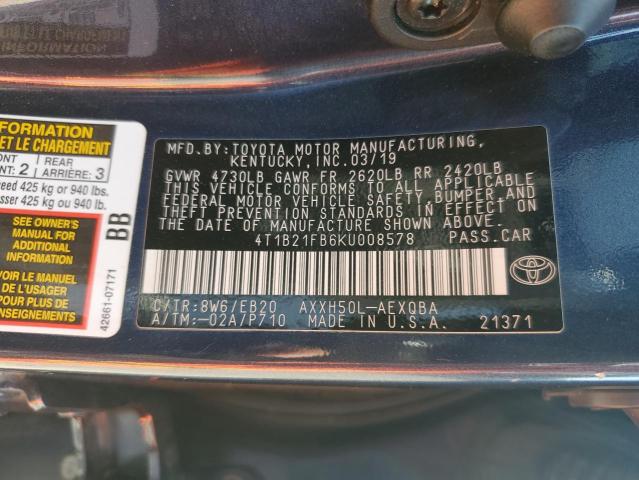 FORMATION
ET LE CHARGEMENT
2
REAR
ARRIÈRE: 3
425 kg or 940 lbs.
425 kg ou 940 lb.
SEE OWNER'S
MANUAL FOR
ADDITIONAL
INFORMATION
VOIR LE MANUEL
DE L'USAGER
POUR PLUS DE
42661-07171
BB
MFD.BY: TOYOTA MOTOR MANUFACTURING,
KENTUCKY, INC. 03/19
GVWR 4730LB GAWR FR 2620LB RR 2420LB
THIS VEHICLE CONFORMS TO ALL APPLICABLE
FEDERAL MOTOR VEHICLE SAFETY, BUMPER, AND
THEFT PREVENTION STANDARDS IN EFFECT ON
THE DATE OF MANUFACTURE SHOWN ABOVE.
4T1B21FB6KU008578 PASS.CAR
C/TR:8W6/EB20 AXXH50L-AEXQBA
A/TM:-02A/P710 MADE IN U.S.A. 21371
TOYOTA